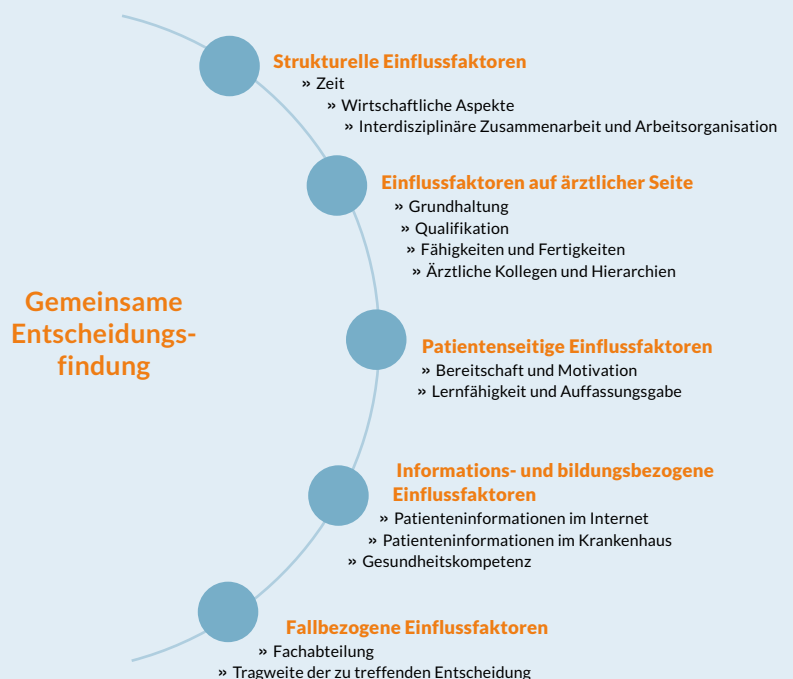 Strukturelle Einflussfaktoren
» Zeit
» Wirtschaftliche Aspekte
» Interdisziplinäre Zusammenarbeit und Arbeitsorganisation
Einflussfaktoren auf ärztlicher Seite
» Grundhaltung
» Qualifikation
» Fähigkeiten und Fertigkeiten
» Ärztliche Kollegen und Hierarchien
Gemeinsame
Entscheidungs-
findung
Patientenseitige Einflussfaktoren
» Bereitschaft und Motivation
» Lernfähigkeit und Auffassungsgabe
Informations- und bildungsbezogene
Einflussfaktoren
» Patienteninformationen im Internet
» Patienteninformationen im Krankenhaus
» Gesundheitskompetenz
Fallbezogene Einflussfaktoren
» Fachabteilung
» Tragweite der zu treffenden Entscheidung